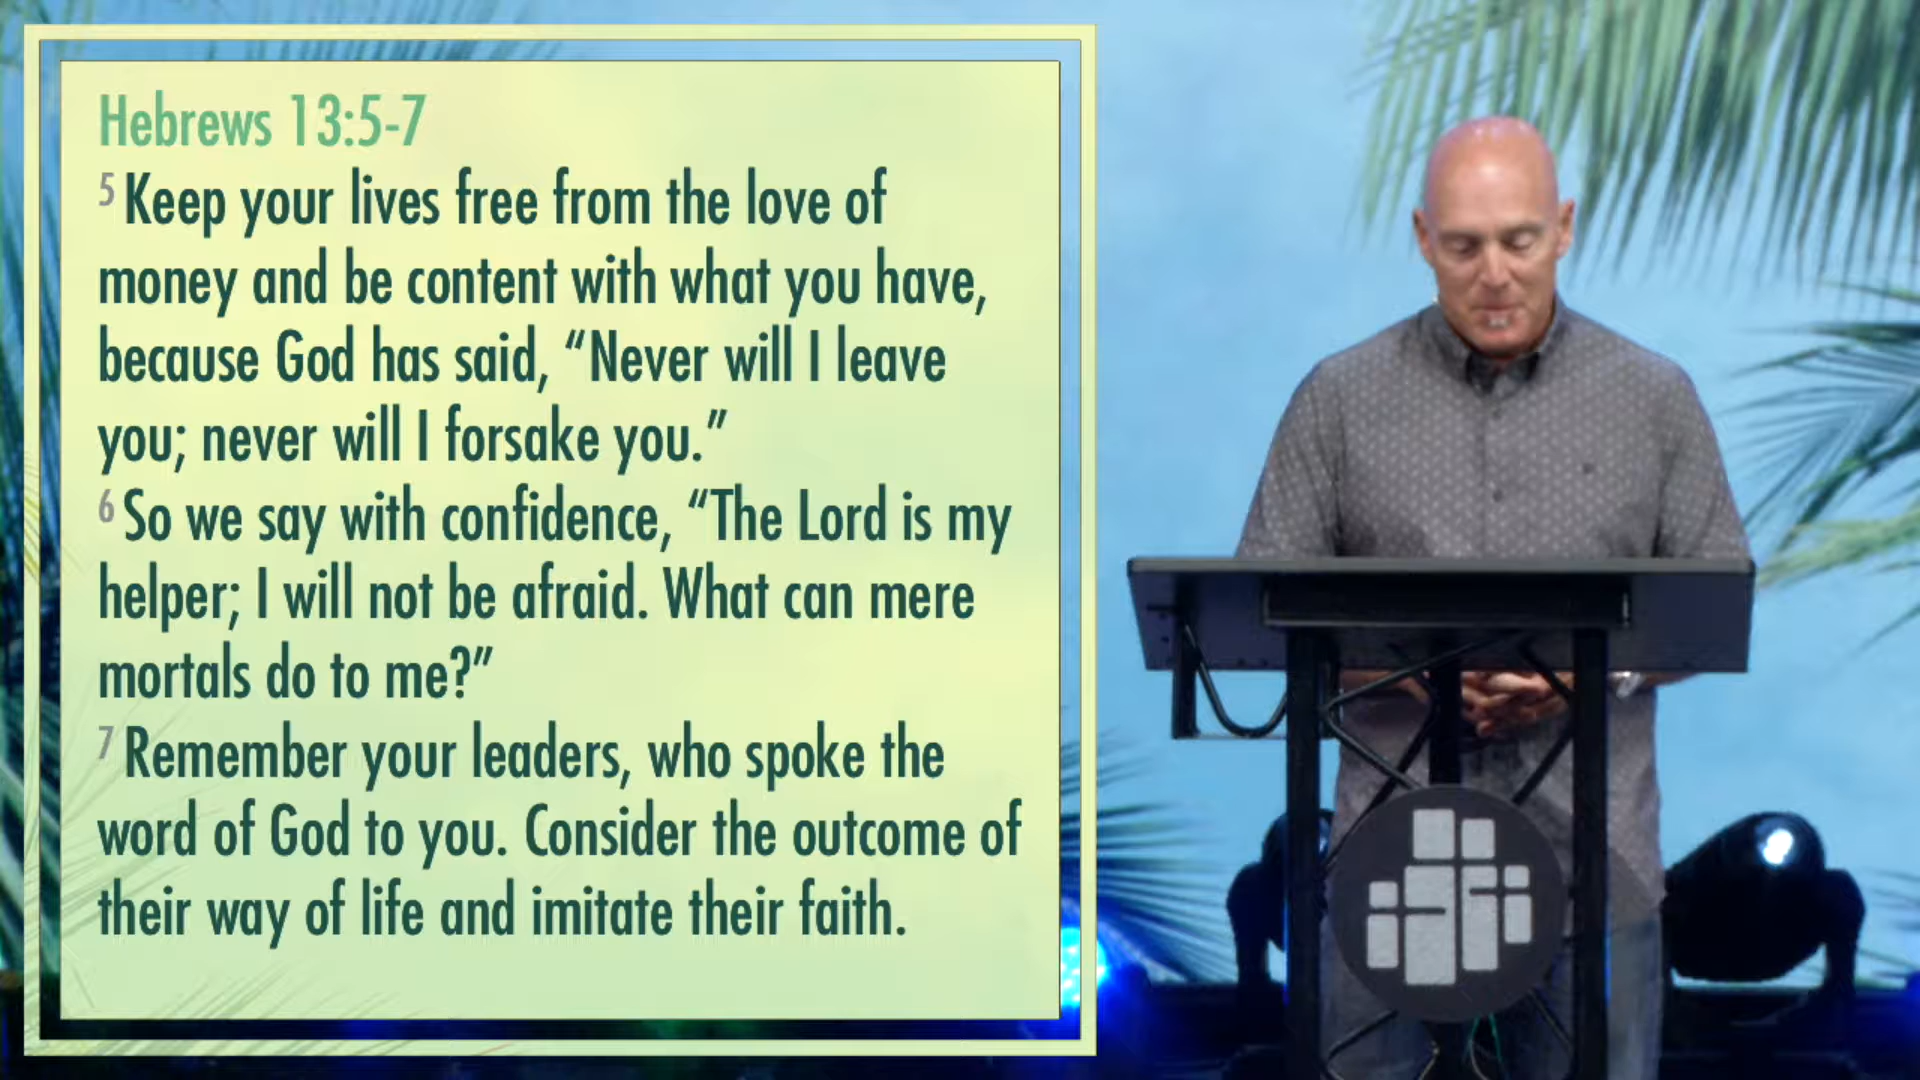 Hebrews 13:5-7
5 Keep your lives free from the love of
money and be content with what you have,
because God has said, “Never will I leave
you; never will I forsake you.”
6 So we say with confidence, “The Lord is my
helper; I will not be afraid. What can mere
mortals do to me?”
7 Remember your leaders, who spoke the
word of God to you. Consider the outcome of
their way of life and imitate their faith.